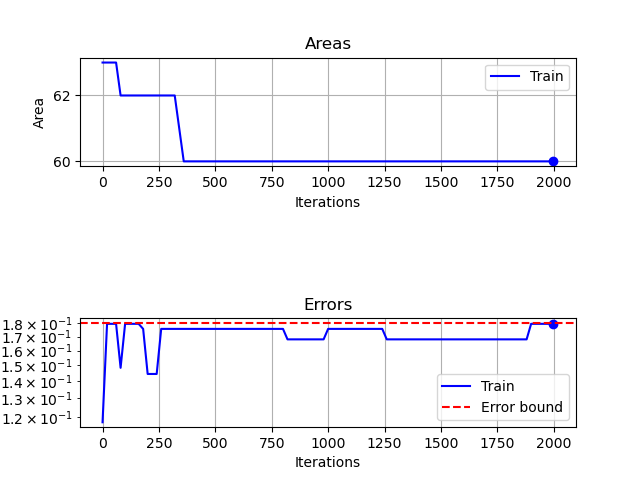 Areas
Area
62
60
Train
0 250 500 750 1000 1250 1500 1750 2000
Iterations
Errors
1.8 × 10⁻¹
1.7 × 10⁻¹
1.6 × 10⁻¹
1.5 × 10⁻¹
1.4 × 10⁻¹
1.3 × 10⁻¹
1.2 × 10⁻¹
Train
Error bound
0 250 500 750 1000 1250 1500 1750 2000
Iterations